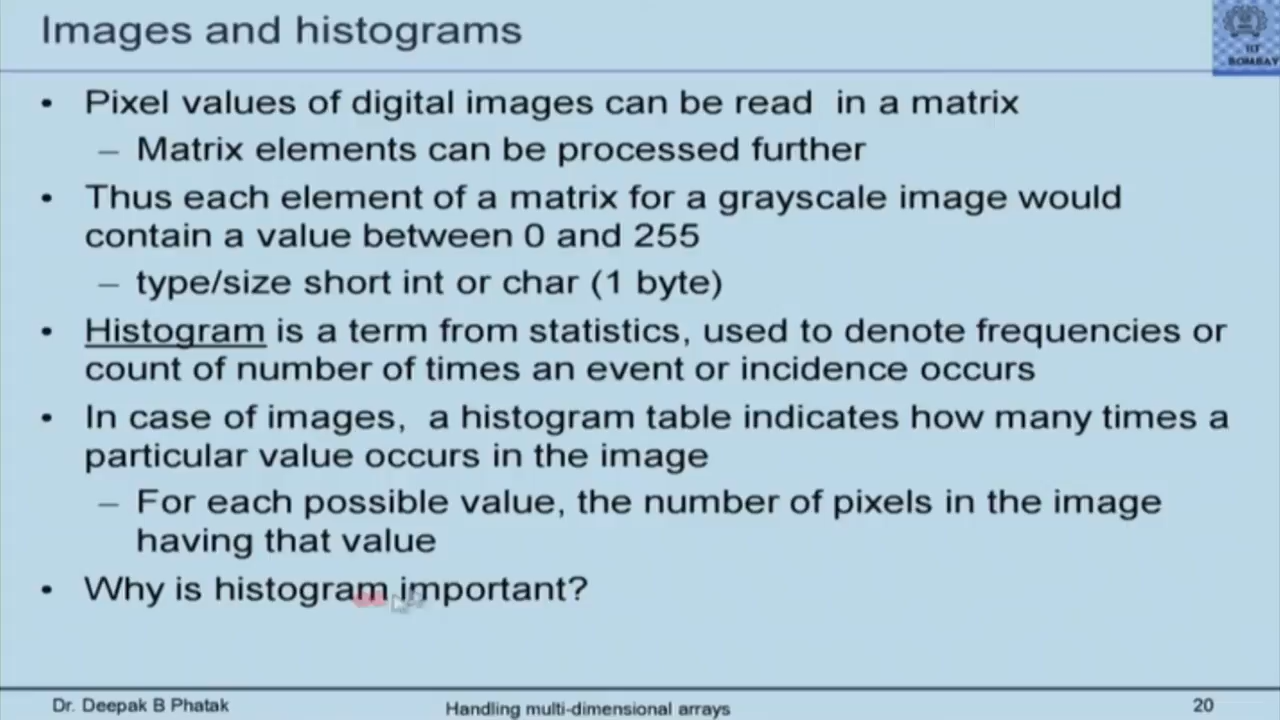 Images and histograms
IIT
BOMBAY
• Pixel values of digital images can be read in a matrix
– Matrix elements can be processed further
• Thus each element of a matrix for a grayscale image would
contain a value between 0 and 255
– type/size short int or char (1 byte)
• Histogram is a term from statistics, used to denote frequencies or
count of number of times an event or incidence occurs
• In case of images, a histogram table indicates how many times a
particular value occurs in the image
– For each possible value, the number of pixels in the image
having that value
• Why is histogram important?
Dr. Deepak B Phatak
Handling multi-dimensional arrays
20